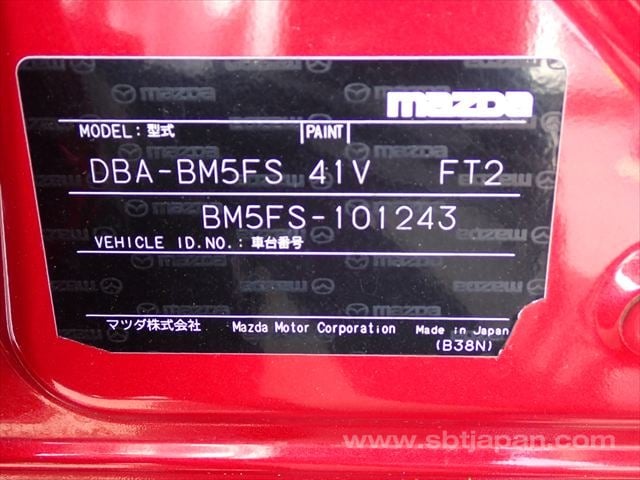 mazda
MODEL: 型式 |PAINT|
DBA-BM5FS 41V FT2
BM5FS-101243
VEHICLE ID.NO.: 車台番号
マツダ株式会社 Mazda Motor Corporation Made in Japan
(B38N)
www.sbtjapan.com